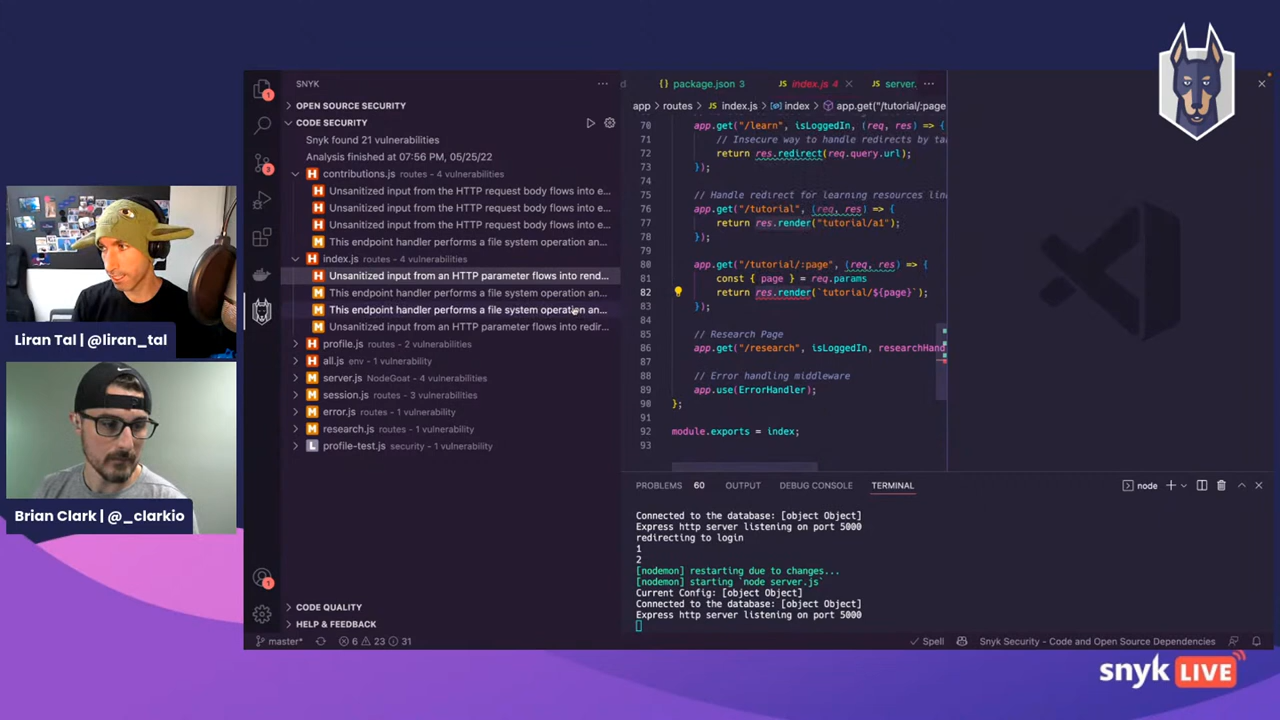 SNYK
OPEN SOURCE SECURITY
CODE SECURITY
Snyk found 21 vulnerabilities
Analysis finished at 07:56 PM, 05/25/22
contributions.js routes - 4 vulnerabilities
H Unsanitized input from the HTTP request body flows into e...
H Unsanitized input from the HTTP request body flows into e...
H Unsanitized input from the HTTP request body flows into e...
M This endpoint handler performs a file system operation an...
index.js routes - 4 vulnerabilities
H Unsanitized input from an HTTP parameter flows into rend...
M This endpoint handler performs a file system operation an...
M This endpoint handler performs a file system operation an...
M Unsanitized input from an HTTP parameter flows into redir...
H profile.js routes - 2 vulnerabilities
H all.js env - 1 vulnerability
M server.js NodeGoat - 4 vulnerabilities
M session.js routes - 3 vulnerabilities
M error.js routes - 1 vulnerability
M research.js routes - 1 vulnerability
L profile-test.js security - 1 vulnerability
CODE QUALITY
HELP & FEEDBACK
d {} package.json 3 JS index.js 4 × JS server. ...
app > routes > JS index.js > index > app.get("/tutorial/:page
70 app.get("/learn", isLoggedIn, (req, res) => {
71 // Insecure way to handle redirects by ta
72 return res.redirect(req.query.url);
73 });
74
75 // Handle redirect for learning resources lin
76 app.get("/tutorial", (req, res) => {
77 return res.render("tutorial/a1");
78 });
79
80 app.get("/tutorial/:page", (req, res) => {
81 const { page } = req.params
82 return res.render(`tutorial/${page}`);
83 });
84
85 // Research Page
86 app.get("/research", isLoggedIn, researchHand
87
88 // Error handling middleware
89 app.use(ErrorHandler);
90 };
91
92 module.exports = index;
93
PROBLEMS 60 OUTPUT DEBUG CONSOLE TERMINAL node
Connected to the database: [object Object]
Express http server listening on port 5000
redirecting to login
1
2
[nodemon] restarting due to changes...
[nodemon] starting `node server.js`
Current Config: [object Object]
Connected to the database: [object Object]
Express http server listening on port 5000
master* 6 23 31 Spell Snyk Security - Code and Open Source Dependencies
Liran Tal | @liran_tal
Brian Clark | @_clarkio
snyk LIVE